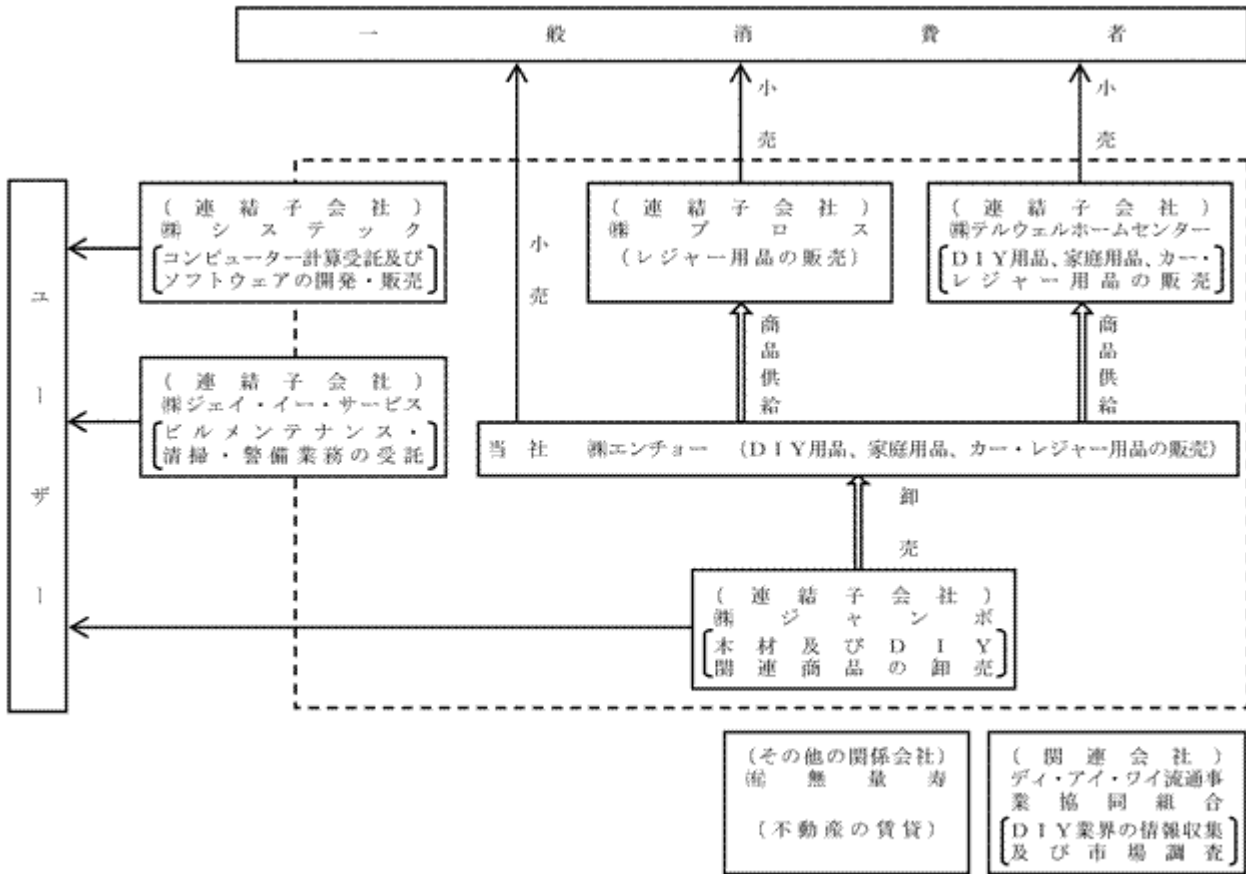 一般消費者
小売
小売
小売
ユーザー
(連結子会社)
㈱システック
コンピューター計算受託及び
ソフトウェアの開発・販売
(連結子会社)
㈱プロス
(レジャー用品の販売)
(連結子会社)
㈱テルウェルホームセンター
DIY用品、家庭用品、カー・
レジャー用品の販売
商品供給
商品供給
(連結子会社)
㈱ジェイ・イー・サービス
ビルメンテナンス・
清掃・警備業務の受託
当社 ㈱エンチョー (DIY用品、家庭用品、カー・レジャー用品の販売)
卸売
(連結子会社)
㈱ジャンボ
木材及びDIY
関連商品の卸売
(その他の関係会社)
㈲無量寿
(不動産の賃貸)
(関連会社)
ディ・アイ・ワイ流通事
業協同組合
DIY業界の情報収集
及び市場調査